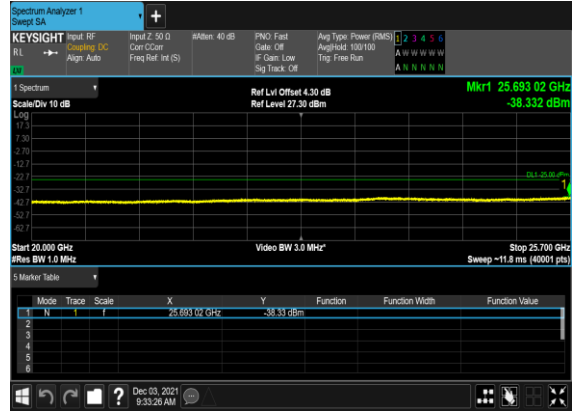 Spectrum Analyzer 1
Swept SA
+
KEYSIGHT Input: RF Input Z: 50 Ω #Atten: 40 dB PNO: Fast Avg Type: Power (RMS) 1 2 3 4 5 6
RL Coupling: DC Corr CCorr Gate: Off Avg|Hold: 100/100 A W W W W W
Align: Auto Freq Ref: Int (S) IF Gain: Low Trig: Free Run
Sig Track: Off A N N N N N
LW
1 Spectrum Ref Lvl Offset 4.30 dB Mkr1 25.693 02 GHz
Scale/Div 10 dB Ref Level 27.30 dBm -38.332 dBm
Log
17.3
7.30
-2.70
-12.7
-22.7 DL1 -25.00 dBm
-32.7 1
-42.7
-52.7
-62.7
Start 20.000 GHz Video BW 3.0 MHz* Stop 25.700 GHz
#Res BW 1.0 MHz Sweep ~11.8 ms (40001 pts)
5 Marker Table
Mode Trace Scale X Y Function Function Width Function Value
1 N 1 f 25.693 02 GHz -38.33 dBm
2
3
4
5
6
? Dec 03, 2021
9:33:26 AM